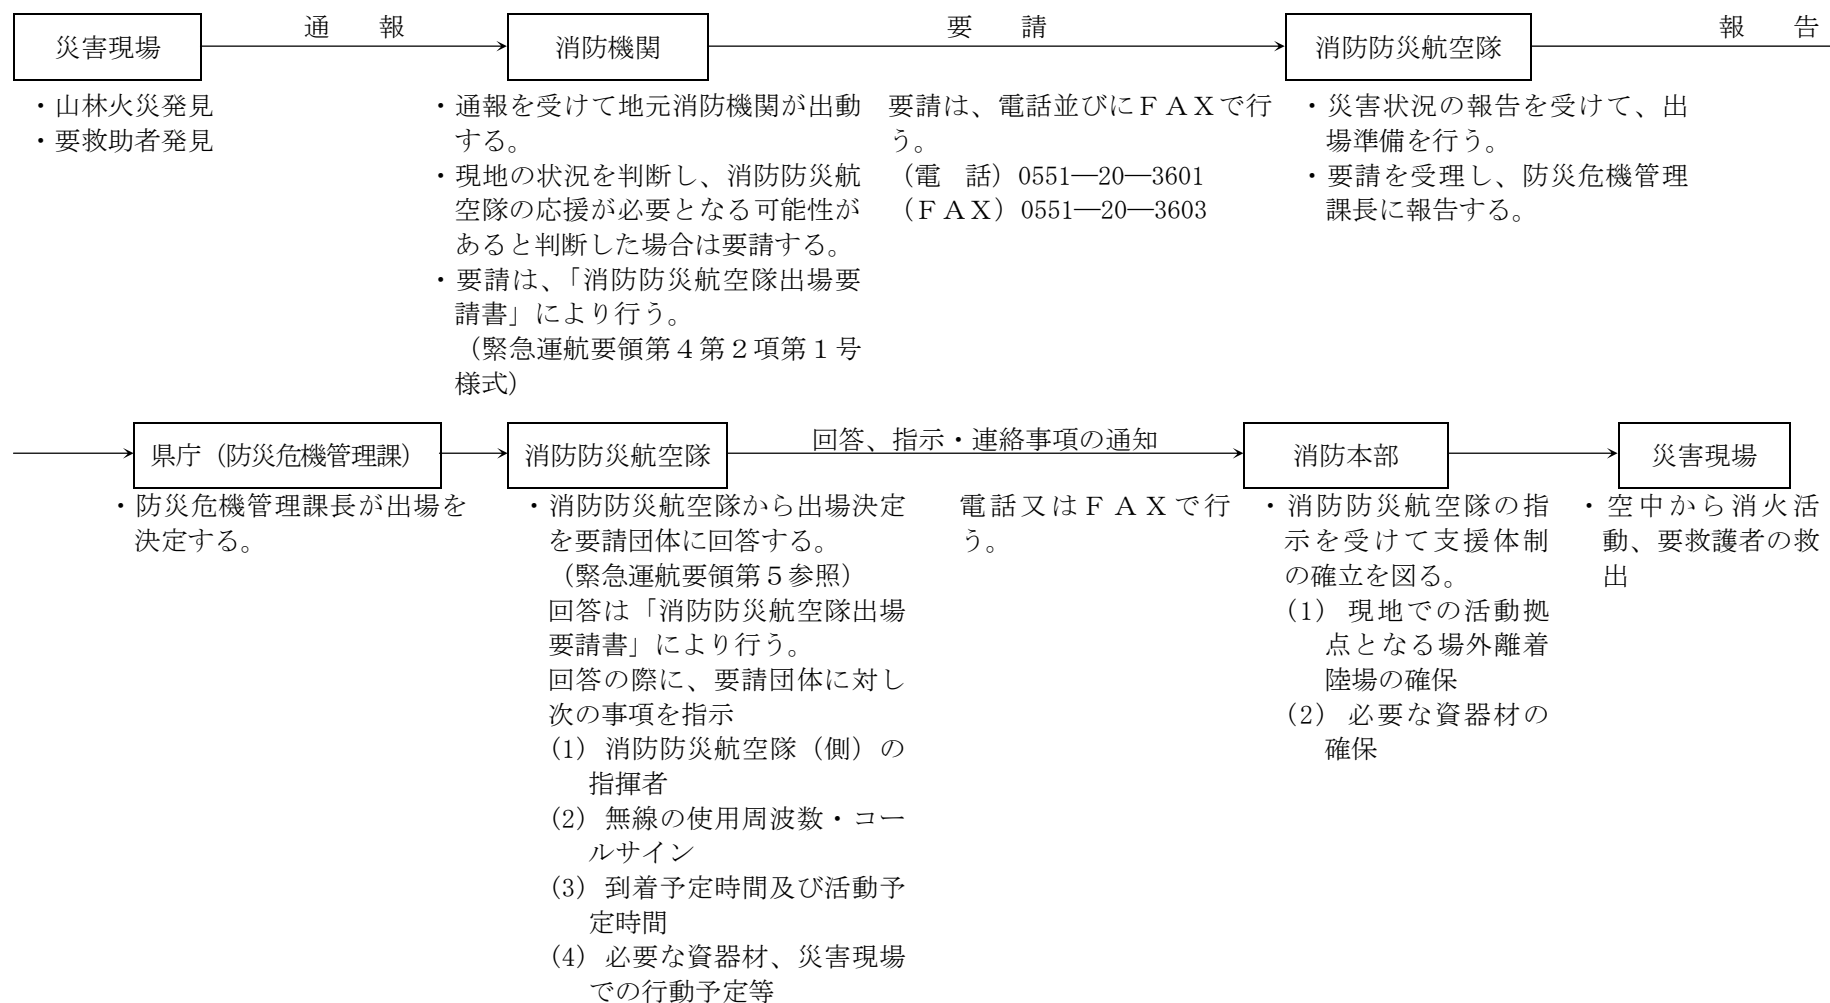 通　報
要　請
報　告
災害現場
消防機関
消防防災航空隊
・山林火災発見
・要救助者発見
・通報を受けて地元消防機関が出動
する。
・現地の状況を判断し、消防防災航
空隊の応援が必要となる可能性が
あると判断した場合は要請する。
・要請は、「消防防災航空隊出場要
請書」により行う。
（緊急運航要領第４第２項第１号
様式）
要請は、電話並びにＦＡＸで行
う。
（電　話）0551―20―3601
（ＦＡＸ）0551―20―3603
・災害状況の報告を受けて、出
場準備を行う。
・要請を受理し、防災危機管理
課長に報告する。
県庁（防災危機管理課）
消防防災航空隊
回答、指示・連絡事項の通知
消防本部
災害現場
・防災危機管理課長が出場を
決定する。
・消防防災航空隊から出場決定
を要請団体に回答する。
（緊急運航要領第５参照）
回答は「消防防災航空隊出場
要請書」により行う。
回答の際に、要請団体に対し
次の事項を指示
(1) 消防防災航空隊（側）の
指揮者
(2) 無線の使用周波数・コー
ルサイン
(3) 到着予定時間及び活動予
定時間
(4) 必要な資器材、災害現場
での行動予定等
電話又はＦＡＸで行
う。
・消防防災航空隊の指
示を受けて支援体制
の確立を図る。
(1) 現地での活動拠
点となる場外離着
陸場の確保
(2) 必要な資器材の
確保
・空中から消火活
動、要救護者の救
出